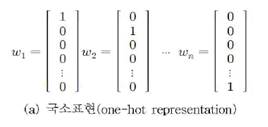 w₁ = [1 0 0 0 ⋮ 0] w₂ = [0 1 0 0 ⋮ 0] ⋯ wₙ = [0 0 0 0 ⋮ 1]
(a) 국소표현(one-hot representation)